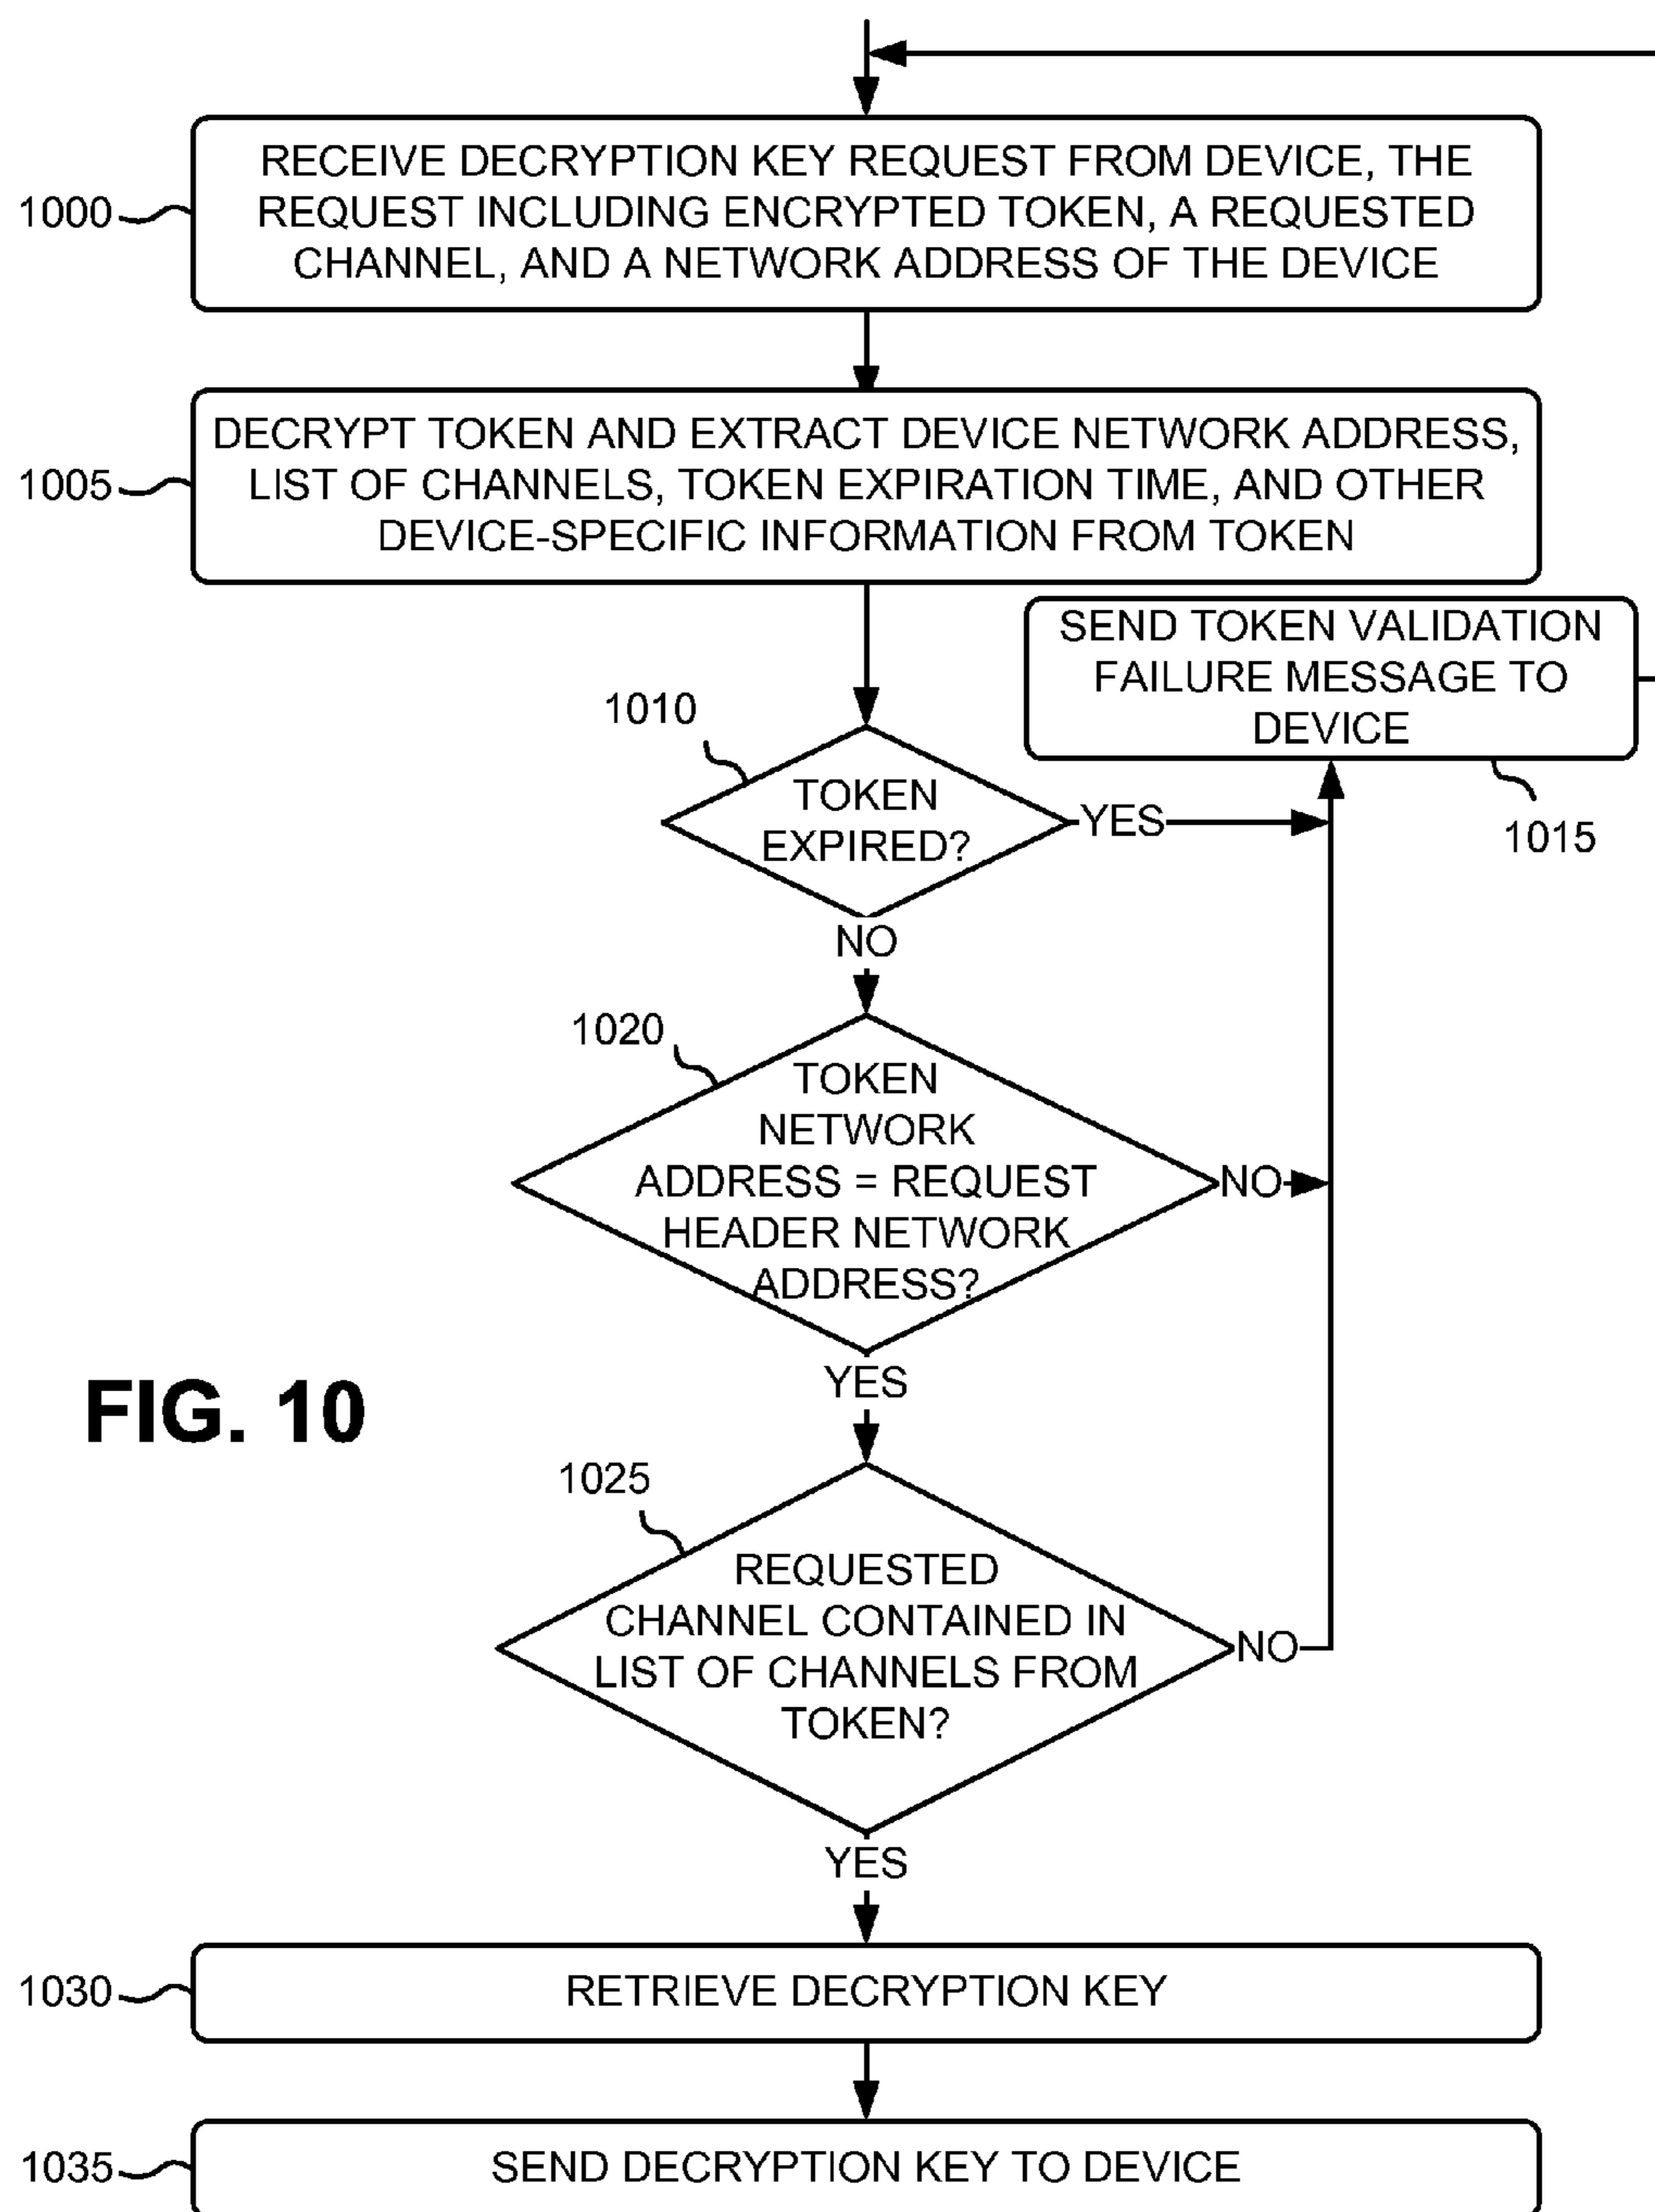 1000
RECEIVE DECRYPTION KEY REQUEST FROM DEVICE, THE
REQUEST INCLUDING ENCRYPTED TOKEN, A REQUESTED
CHANNEL, AND A NETWORK ADDRESS OF THE DEVICE
1005
DECRYPT TOKEN AND EXTRACT DEVICE NETWORK ADDRESS,
LIST OF CHANNELS, TOKEN EXPIRATION TIME, AND OTHER
DEVICE-SPECIFIC INFORMATION FROM TOKEN
SEND TOKEN VALIDATION
FAILURE MESSAGE TO
DEVICE
1015
1010
TOKEN
EXPIRED?
YES
NO
1020
TOKEN
NETWORK
ADDRESS = REQUEST
HEADER NETWORK
ADDRESS?
NO
YES
FIG. 10
1025
REQUESTED
CHANNEL CONTAINED IN
LIST OF CHANNELS FROM
TOKEN?
NO
YES
1030
RETRIEVE DECRYPTION KEY
1035
SEND DECRYPTION KEY TO DEVICE